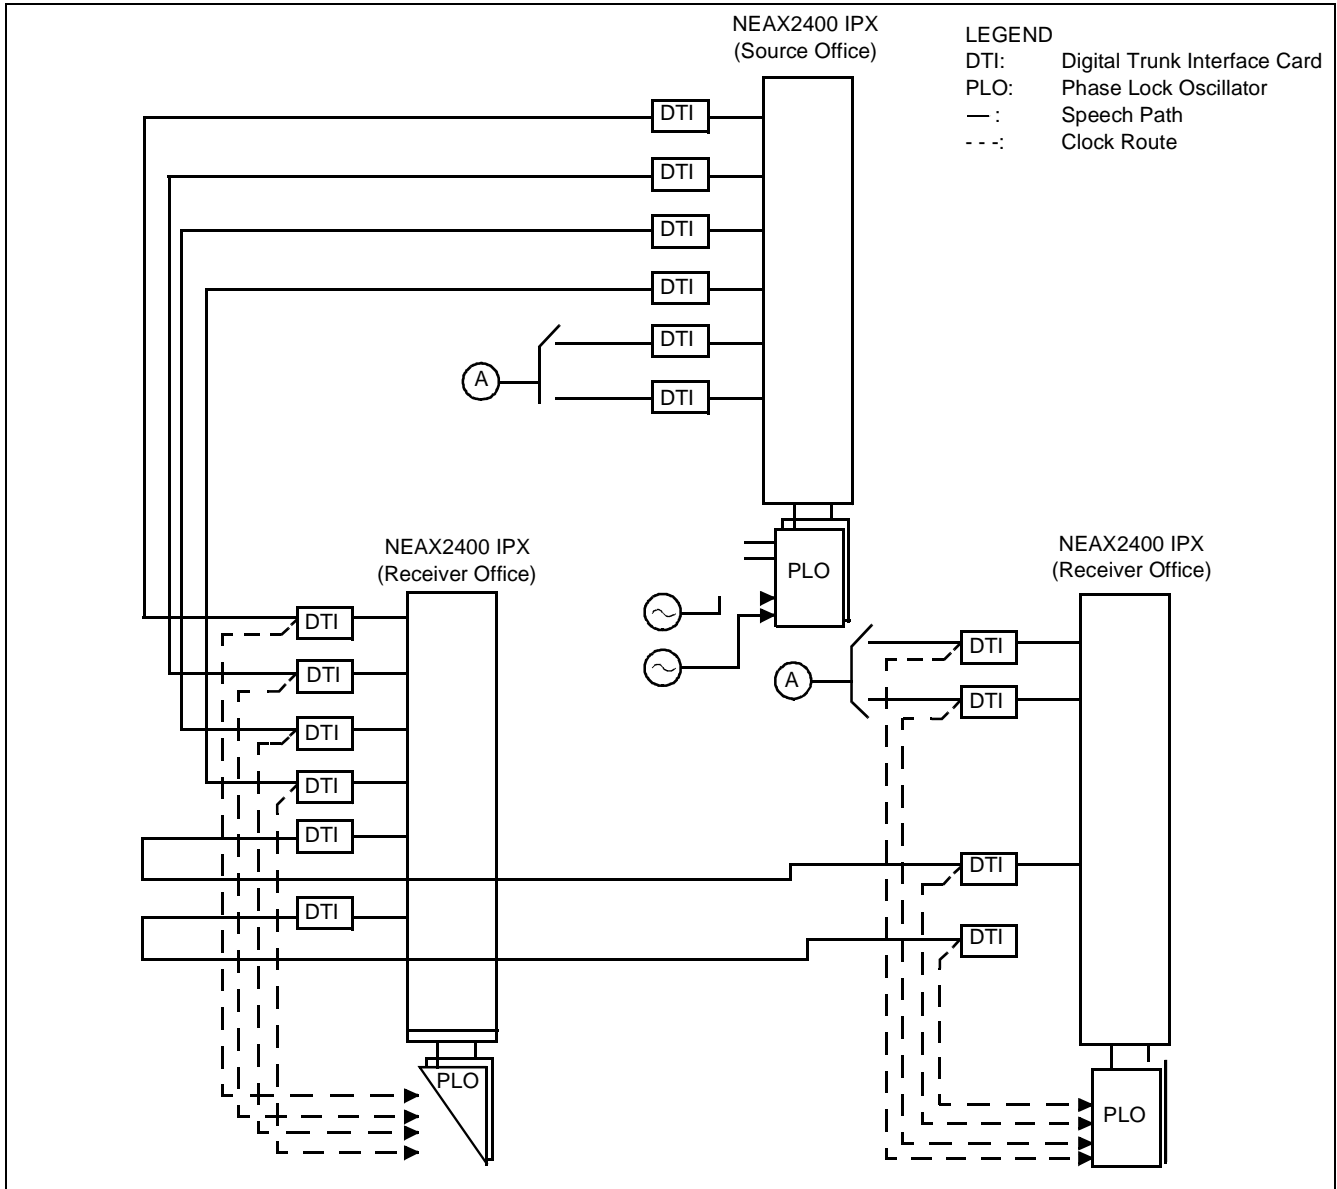 NEAX2400 IPX
(Source Office)
LEGEND
DTI: Digital Trunk Interface Card
PLO: Phase Lock Oscillator
— : Speech Path
- - -: Clock Route
DTI
DTI
DTI
DTI
DTI
A
DTI
PLO
NEAX2400 IPX
(Receiver Office)
DTI
DTI
DTI
DTI
DTI
DTI
PLO
NEAX2400 IPX
(Receiver Office)
DTI
A
DTI
DTI
DTI
PLO